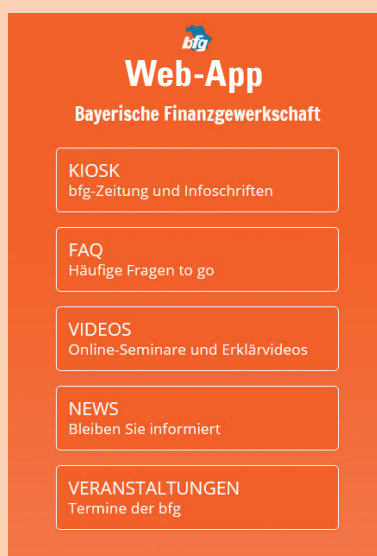 bfg
Web-App
Bayerische Finanzgewerkschaft
KIOSK
bfg-Zeitung und Infoschriften
FAQ
Häufige Fragen to go
VIDEOS
Online-Seminare und Erklärvideos
NEWS
Bleiben Sie informiert
VERANSTALTUNGEN
Termine der bfg